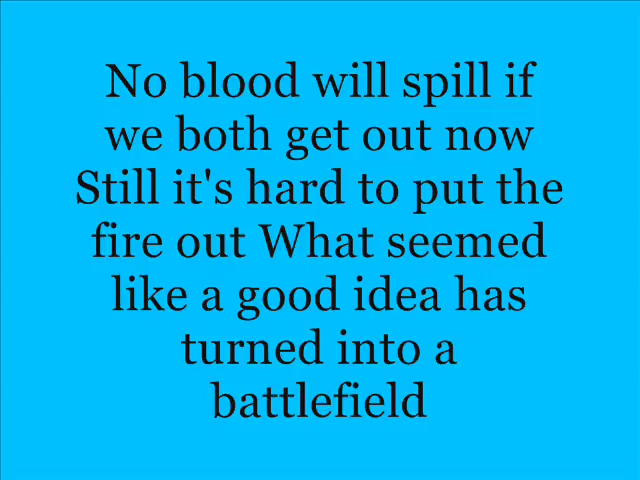 No blood will spill if
we both get out now
Still it's hard to put the
fire out What seemed
like a good idea has
turned into a
battlefield